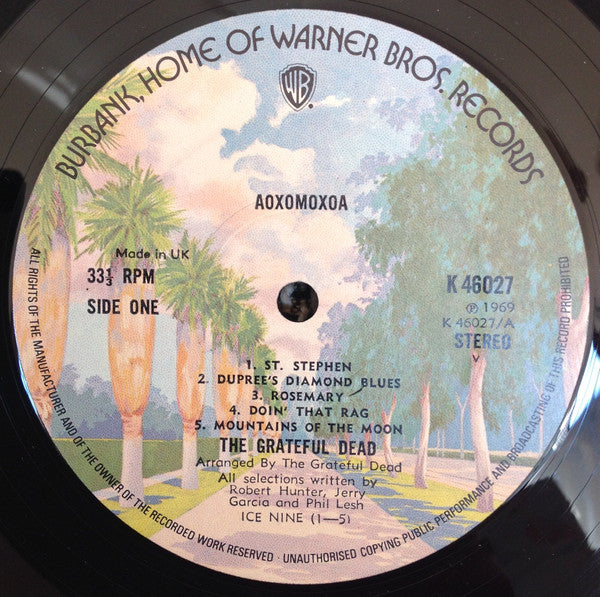 BURBANK, HOME OF WARNER BROS. RECORDS
WB
AOXOMOXOA
Made in UK
33⅓ RPM
SIDE ONE
K 46027
℗ 1969
K 46027/A
STEREO
V
1. ST. STEPHEN
2. DUPREE'S DIAMOND BLUES
3. ROSEMARY
4. DOIN' THAT RAG
5. MOUNTAINS OF THE MOON
THE GRATEFUL DEAD
Arranged By The Grateful Dead
All selections written by
Robert Hunter, Jerry
Garcia and Phil Lesh
ICE NINE (1—5)
ALL RIGHTS OF THE MANUFACTURER AND OF THE OWNER OF THE RECORDED WORK RESERVED · UNAUTHORISED COPYING PUBLIC PERFORMANCE AND BROADCASTING OF THIS RECORD PROHIBITED